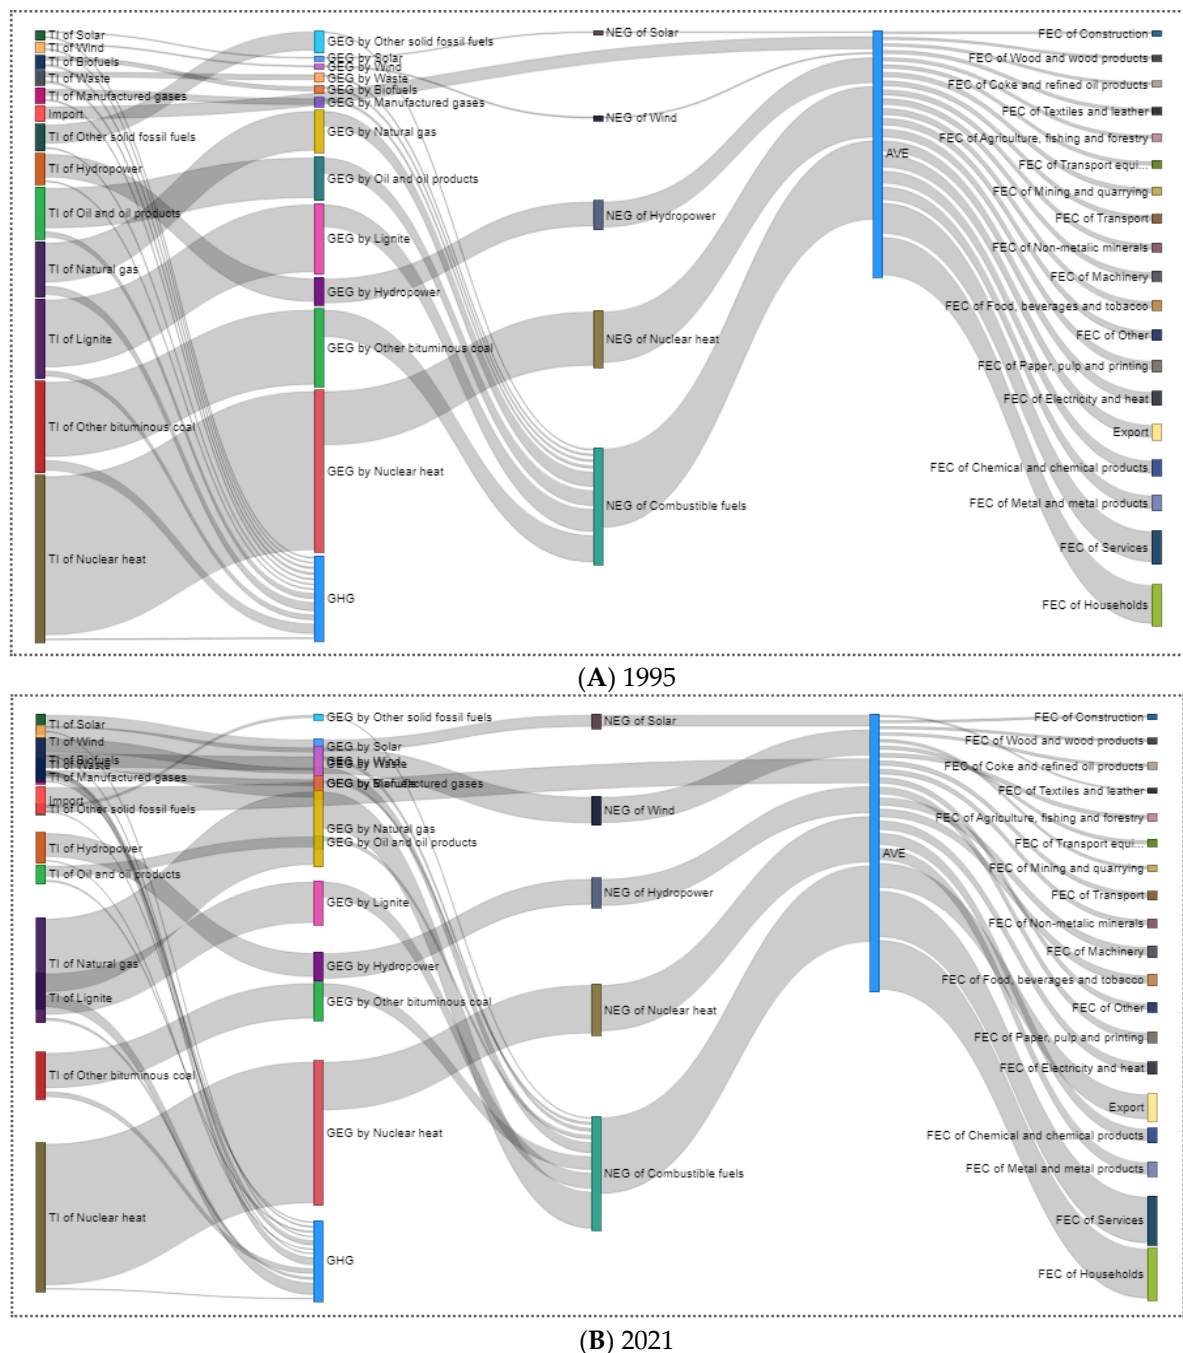 TI of Solar
TI of Wind
TI of Biofuels
TI of Waste
TI of Manufactured gases
Import
TI of Other solid fossil fuels
TI of Hydropower
TI of Oil and oil products
TI of Natural gas
TI of Lignite
TI of Other bituminous coal
TI of Nuclear heat
GEG by Other solid fossil fuels
GEG by Solar
GEG by Wind
GEG by Waste
GEG by Biofuels
GEG by Manufactured gases
GEG by Natural gas
GEG by Oil and oil products
GEG by Lignite
GEG by Hydropower
GEG by Other bituminous coal
GEG by Nuclear heat
GHG
NEG of Solar
NEG of Wind
NEG of Hydropower
NEG of Nuclear heat
NEG of Combustible fuels
AVE
FEC of Construction
FEC of Wood and wood products
FEC of Coke and refined oil products
FEC of Textiles and leather
FEC of Agriculture, fishing and forestry
FEC of Transport equi...
FEC of Mining and quarrying
FEC of Transport
FEC of Non-metalic minerals
FEC of Machinery
FEC of Food, beverages and tobacco
FEC of Other
FEC of Paper, pulp and printing
FEC of Electricity and heat
Export
FEC of Chemical and chemical products
FEC of Metal and metal products
FEC of Services
FEC of Households
(A) 1995
TI of Solar
TI of Wind
TI of Biofuels
TI of Waste
TI of Manufactured gases
Import
TI of Other solid fossil fuels
TI of Hydropower
TI of Oil and oil products
TI of Natural gas
TI of Lignite
TI of Other bituminous coal
TI of Nuclear heat
GEG by Other solid fossil fuels
GEG by Solar
GEG by Wind
GEG by Waste
GEG by Biofuels
GEG by Manufactured gases
GEG by Natural gas
GEG by Oil and oil products
GEG by Lignite
GEG by Hydropower
GEG by Other bituminous coal
GEG by Nuclear heat
GHG
NEG of Solar
NEG of Wind
NEG of Hydropower
NEG of Nuclear heat
NEG of Combustible fuels
AVE
FEC of Construction
FEC of Wood and wood products
FEC of Coke and refined oil products
FEC of Textiles and leather
FEC of Agriculture, fishing and forestry
FEC of Transport equi...
FEC of Mining and quarrying
FEC of Transport
FEC of Non-metalic minerals
FEC of Machinery
FEC of Food, beverages and tobacco
FEC of Other
FEC of Paper, pulp and printing
FEC of Electricity and heat
Export
FEC of Chemical and chemical products
FEC of Metal and metal products
FEC of Services
FEC of Households
(B) 2021